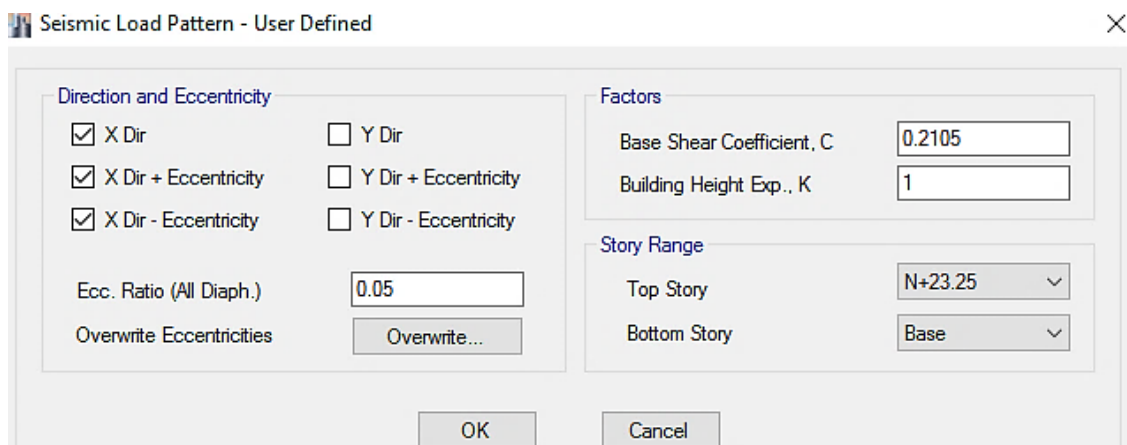 Seismic Load Pattern - User Defined
Direction and Eccentricity
X Dir
Y Dir
X Dir + Eccentricity
Y Dir + Eccentricity
X Dir - Eccentricity
Y Dir - Eccentricity
Ecc. Ratio (All Diaph.)
0.05
Overwrite Eccentricities
Overwrite...
Factors
Base Shear Coefficient, C
0.2105
Building Height Exp., K
1
Story Range
Top Story
N+23.25
Bottom Story
Base
OK
Cancel